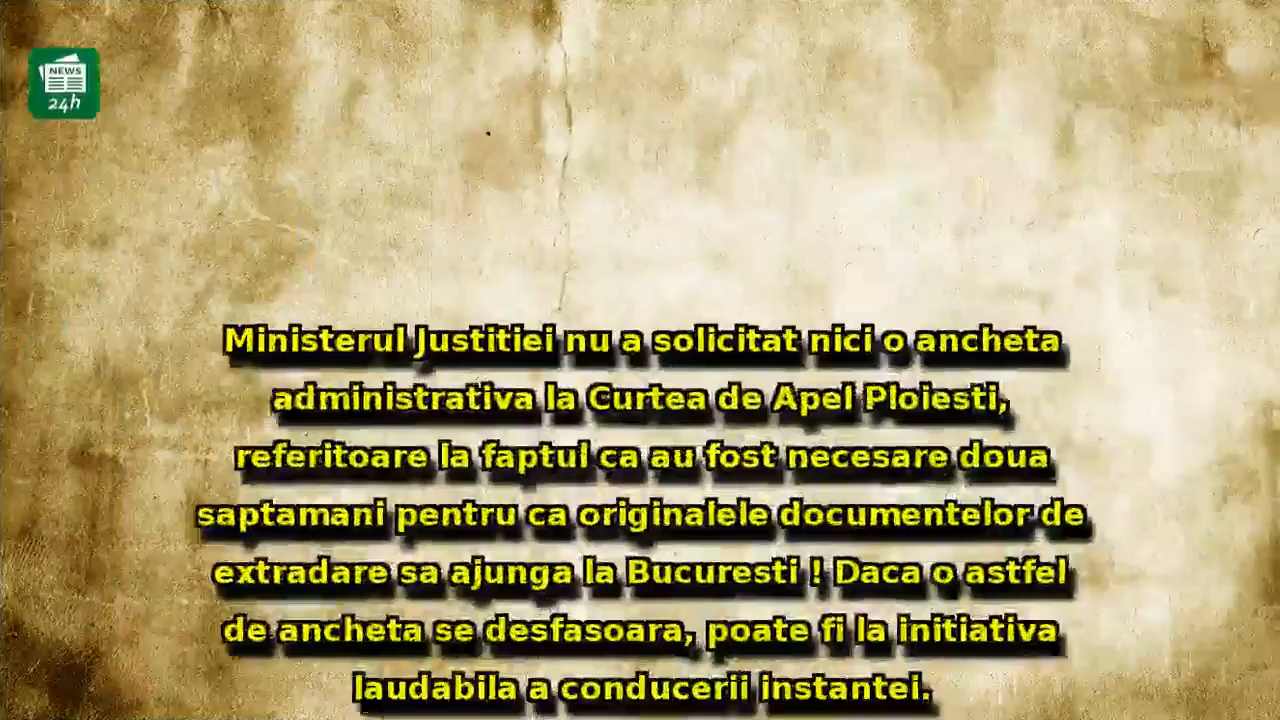 NEWS
24h
Ministerul Justitiei nu a solicitat nici o ancheta
administrativa la Curtea de Apel Ploiesti,
referitoare la faptul ca au fost necesare doua
saptamani pentru ca originalele documentelor de
extradare sa ajunga la Bucuresti ! Daca o astfel
de ancheta se desfasoara, poate fi la initiativa
laudabila a conducerii instantei.